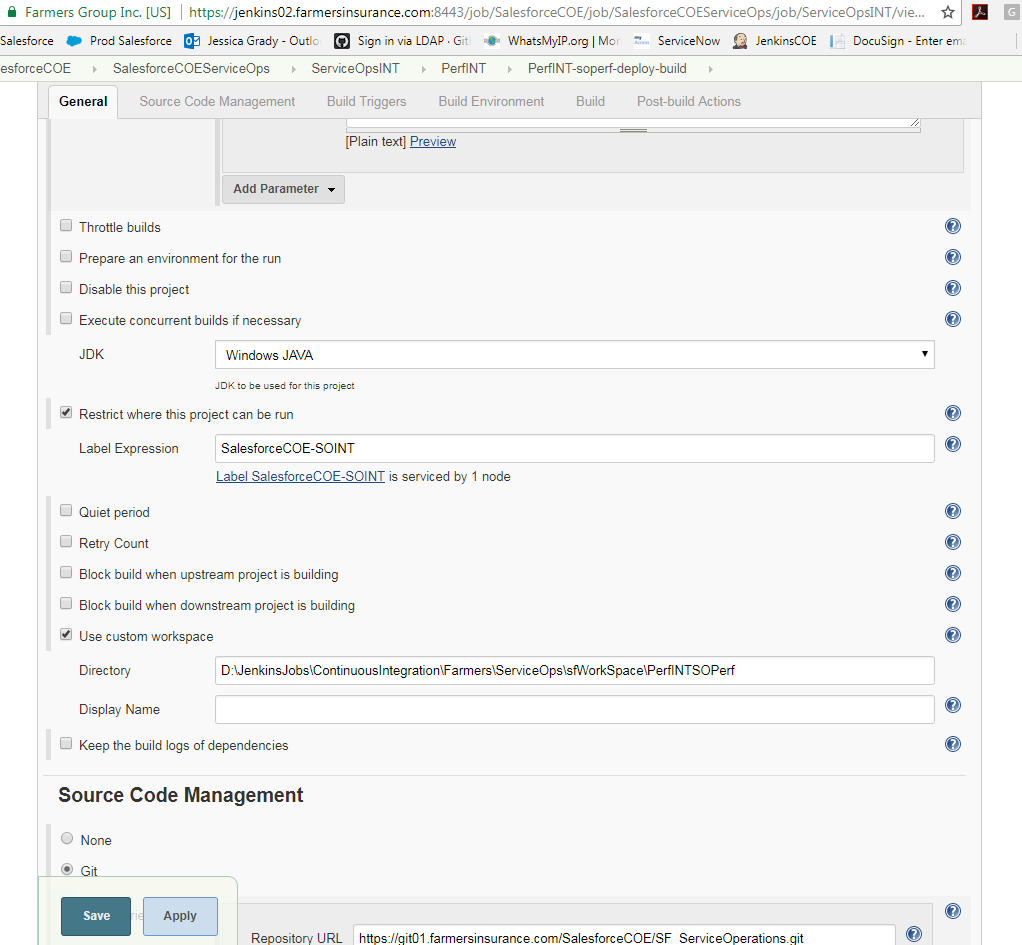 Farmers Group Inc. [US] https://jenkins02.farmersinsurance.com:8443/job/SalesforceCOE/job/SalesforceCOEServiceOps/job/ServiceOpsINT/vie...
Salesforce Prod Salesforce Jessica Grady - Outlo Sign in via LDAP · Git WhatsMyIP.org | Mor ServiceNow JenkinsCOE DocuSign - Enter ema
esforceCOE SalesforceCOEServiceOps ServiceOpsINT PerfINT PerfINT-soperf-deploy-build
General Source Code Management Build Triggers Build Environment Build Post-build Actions
[Plain text] Preview
Add Parameter
Throttle builds
Prepare an environment for the run
Disable this project
Execute concurrent builds if necessary
JDK Windows JAVA
JDK to be used for this project
Restrict where this project can be run
Label Expression SalesforceCOE-SOINT
Label SalesforceCOE-SOINT is serviced by 1 node
Quiet period
Retry Count
Block build when upstream project is building
Block build when downstream project is building
Use custom workspace
Directory D:\JenkinsJobs\ContinuousIntegration\Farmers\ServiceOps\sfWorkSpace\PerfINTSOPerf
Display Name
Keep the build logs of dependencies
Source Code Management
None
Git
Save Apply
Repository URL https://git01.farmersinsurance.com/SalesforceCOE/SF_ServiceOperations.git